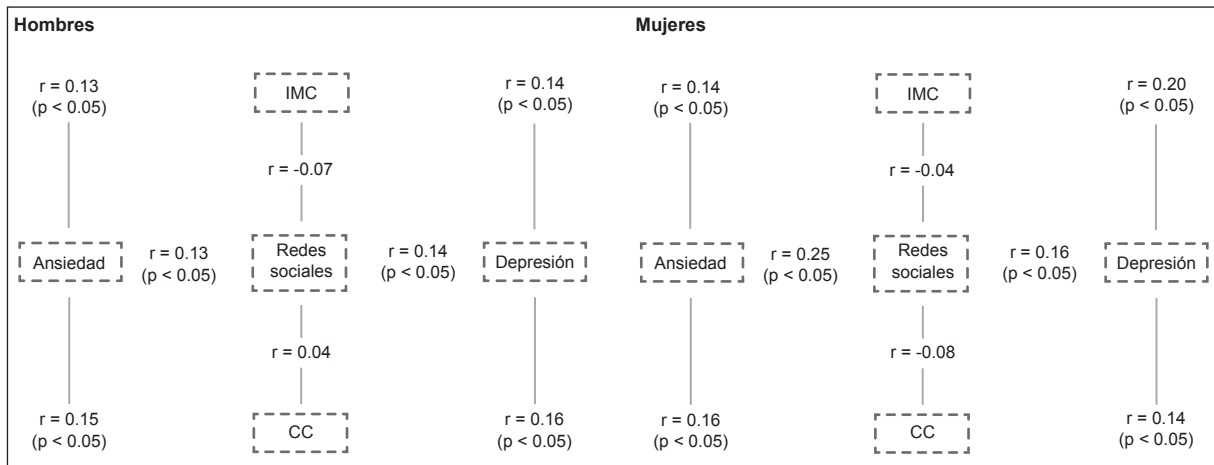 Hombres
r = 0.13
(p < 0.05)
IMC
r = 0.14
(p < 0.05)
r = -0.07
Ansiedad
r = 0.13
(p < 0.05)
Redes
sociales
r = 0.14
(p < 0.05)
Depresión
r = 0.04
r = 0.15
(p < 0.05)
CC
r = 0.16
(p < 0.05)
Mujeres
r = 0.14
(p < 0.05)
IMC
r = 0.20
(p < 0.05)
r = -0.04
Ansiedad
r = 0.25
(p < 0.05)
Redes
sociales
r = 0.16
(p < 0.05)
Depresión
r = -0.08
r = 0.16
(p < 0.05)
CC
r = 0.14
(p < 0.05)